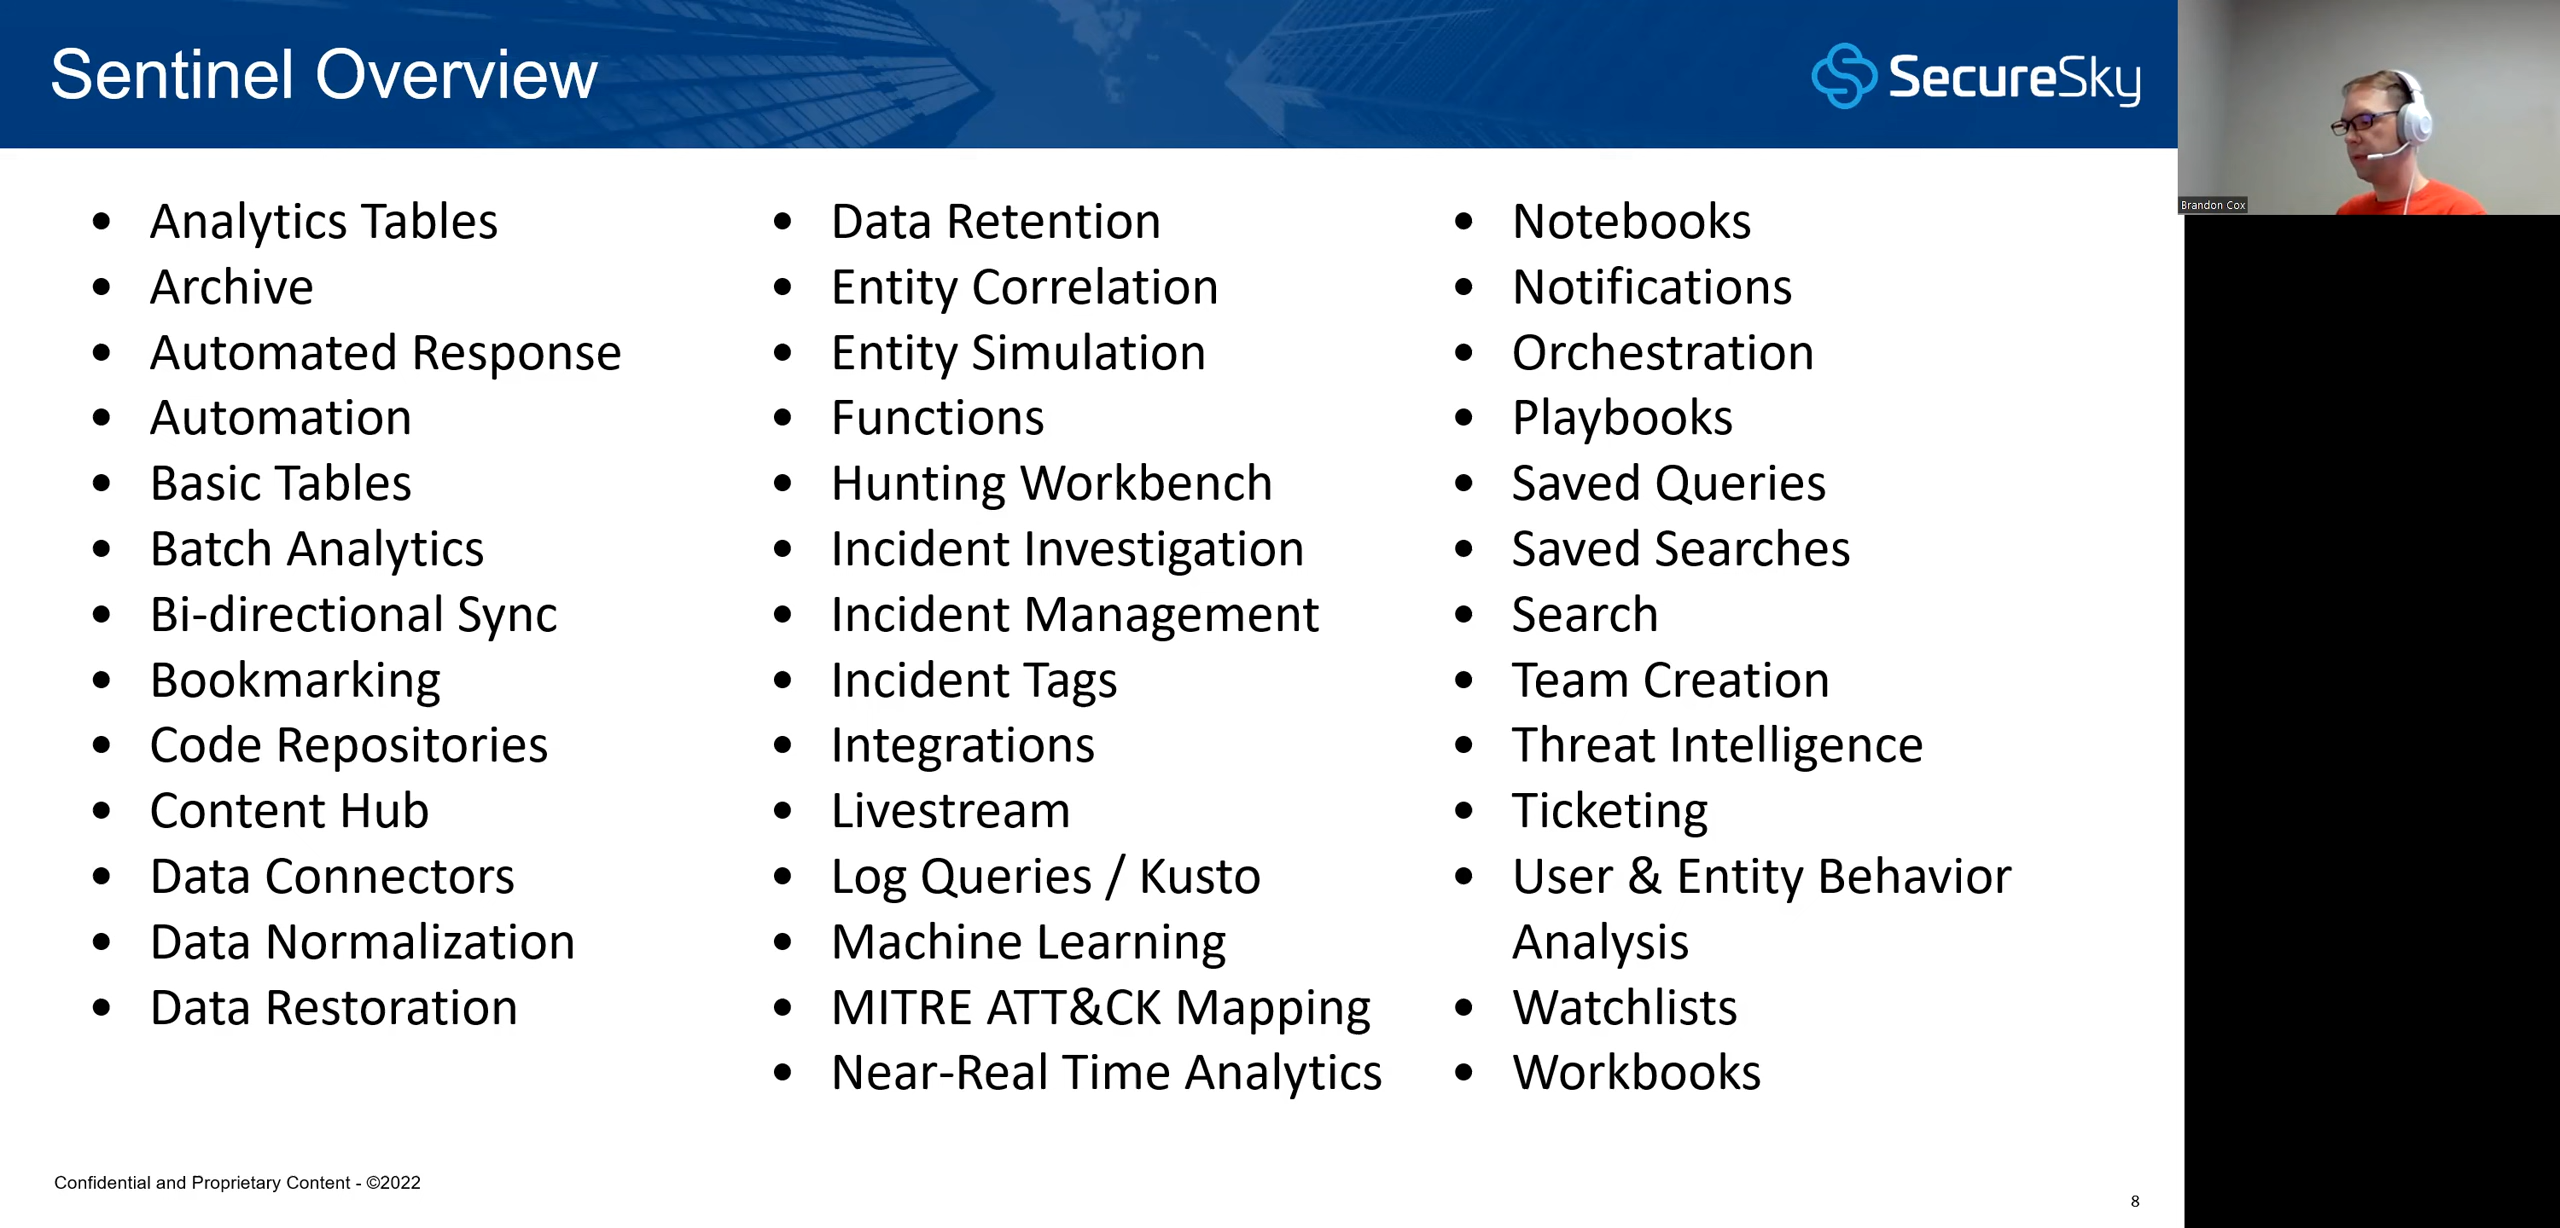 Sentinel Overview
SecureSky
Brandon Cox
• Analytics Tables
• Archive
• Automated Response
• Automation
• Basic Tables
• Batch Analytics
• Bi-directional Sync
• Bookmarking
• Code Repositories
• Content Hub
• Data Connectors
• Data Normalization
• Data Restoration
• Data Retention
• Entity Correlation
• Entity Simulation
• Functions
• Hunting Workbench
• Incident Investigation
• Incident Management
• Incident Tags
• Integrations
• Livestream
• Log Queries / Kusto
• Machine Learning
• MITRE ATT&CK Mapping
• Near-Real Time Analytics
• Notebooks
• Notifications
• Orchestration
• Playbooks
• Saved Queries
• Saved Searches
• Search
• Team Creation
• Threat Intelligence
• Ticketing
• User & Entity Behavior
Analysis
• Watchlists
• Workbooks
Confidential and Proprietary Content - ©2022
8